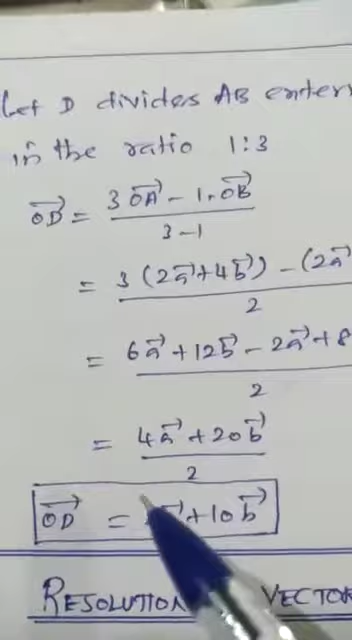 Let D divides AB extern
in the ratio 1:3
OD⃗ = 3 OA⃗ - 1. OB⃗ / 3-1
= 3 (2a⃗ + 4b⃗) - (2a⃗ / 2
= 6a⃗ + 12b⃗ - 2a⃗ + 8 / 2
= 4a⃗ + 20b⃗ / 2
OD⃗ = a⃗ + 10b⃗
RESOLUTION VECTOR